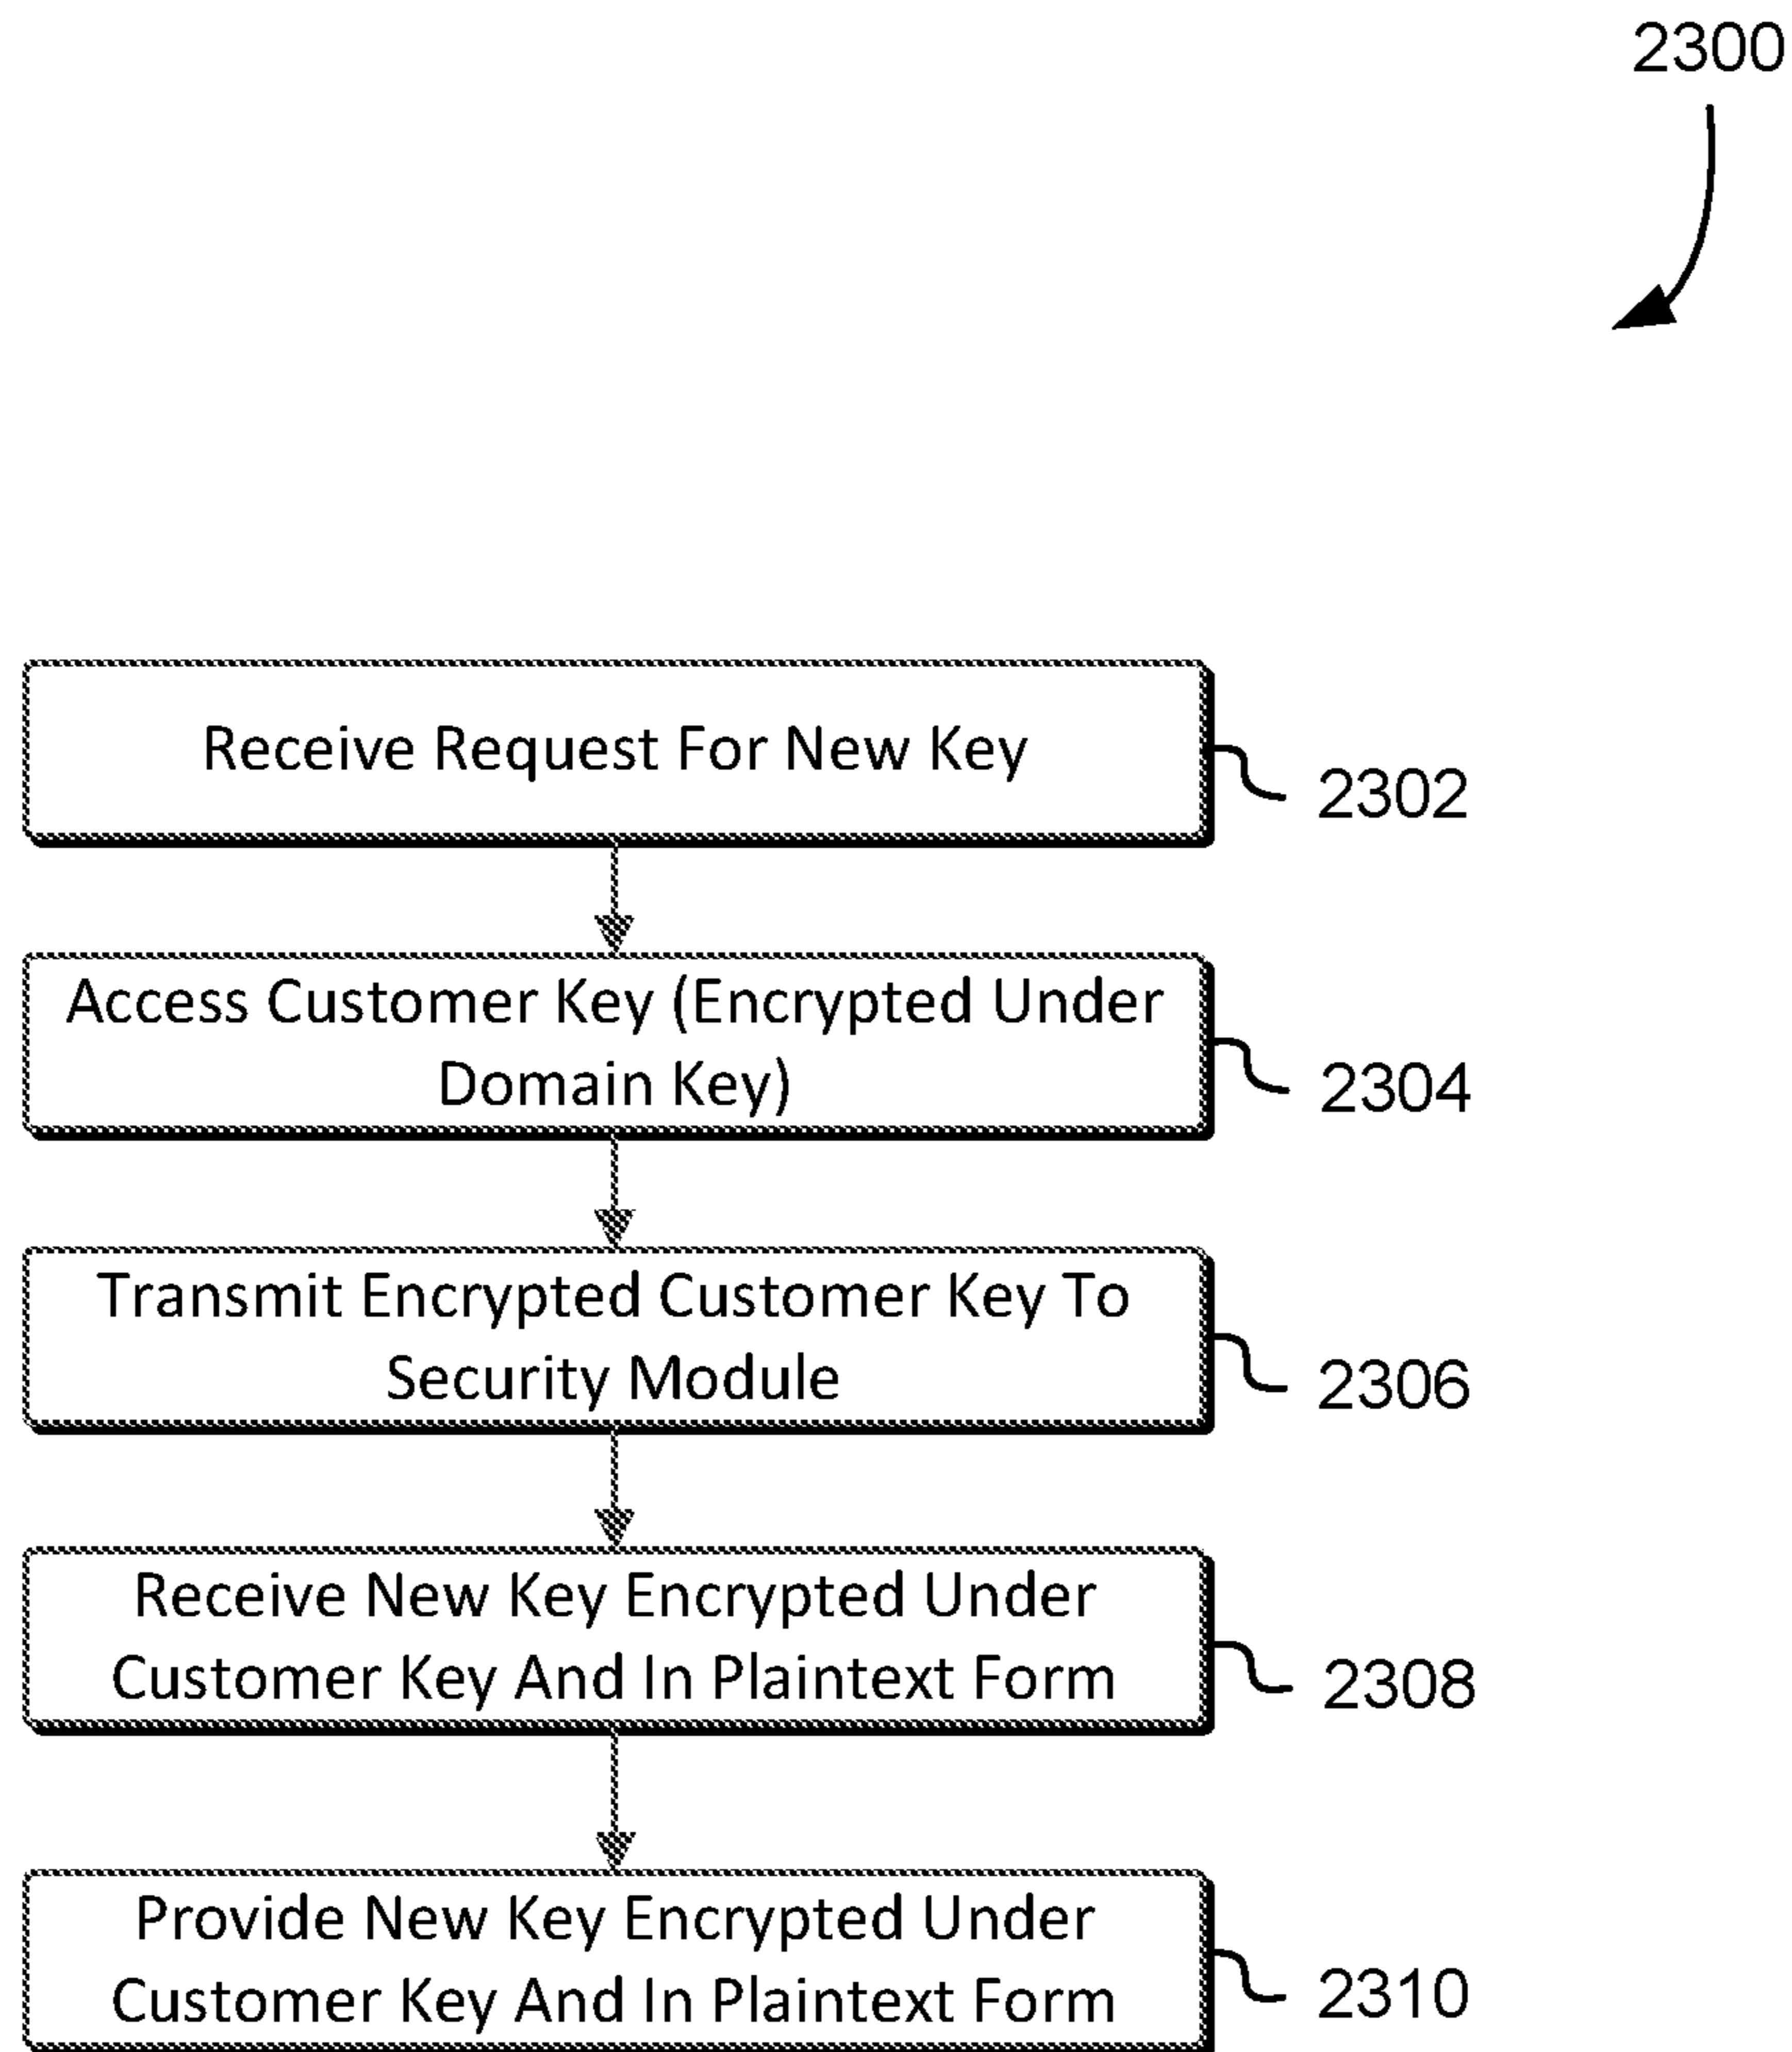 2300
Receive Request For New Key
2302
Access Customer Key (Encrypted Under
Domain Key)
2304
Transmit Encrypted Customer Key To
Security Module
2306
Receive New Key Encrypted Under
Customer Key And In Plaintext Form
2308
Provide New Key Encrypted Under
Customer Key And In Plaintext Form
2310